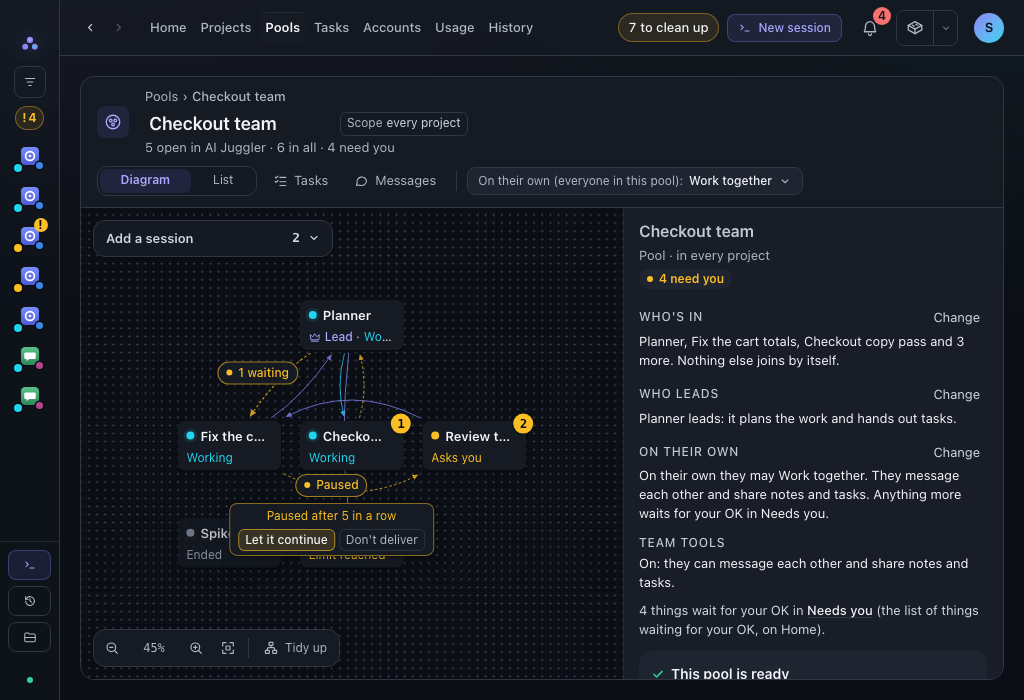 Home Projects Pools Tasks Accounts Usage History
7 to clean up
>_ New session
4
S
! 4
!
Pools › Checkout team
Checkout team
Scope every project
5 open in AI Juggler · 6 in all · 4 need you
Diagram List Tasks Messages
On their own (everyone in this pool): Work together
Add a session 2
Planner
Lead · Wo...
1 waiting
Fix the c...
Working
1
Checko...
Working
2
Review t...
Asks you
Paused
Paused after 5 in a row
Let it continue Don't deliver
Ended
45% Tidy up
Checkout team
Pool · in every project
4 need you
WHO'S IN Change
Planner, Fix the cart totals, Checkout copy pass and 3
more. Nothing else joins by itself.
WHO LEADS Change
Planner leads: it plans the work and hands out tasks.
ON THEIR OWN Change
On their own they may Work together. They message
each other and share notes and tasks. Anything more
waits for your OK in Needs you.
TEAM TOOLS
On: they can message each other and share notes and
tasks.
4 things wait for your OK in Needs you (the list of things
waiting for your OK, on Home).
This pool is ready